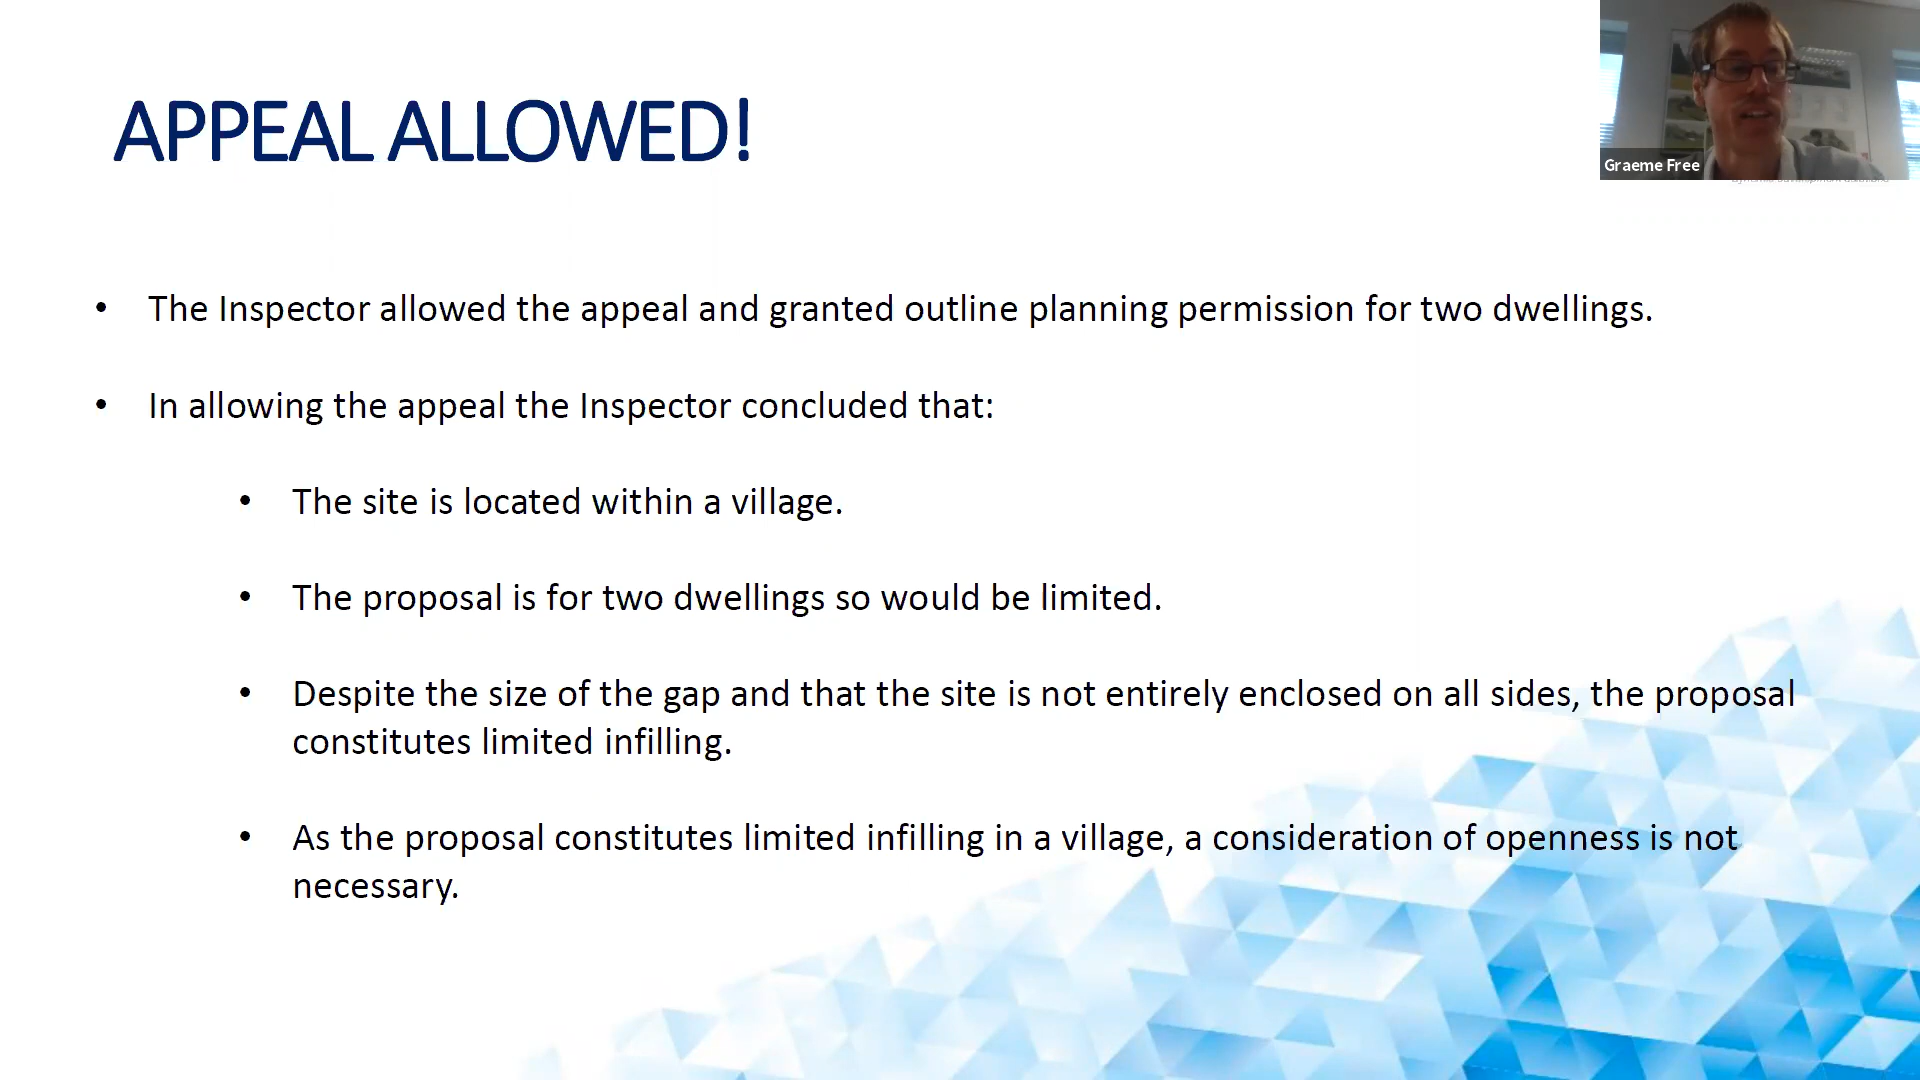 APPEAL ALLOWED!
Graeme Free
• The Inspector allowed the appeal and granted outline planning permission for two dwellings.
• In allowing the appeal the Inspector concluded that:
• The site is located within a village.
• The proposal is for two dwellings so would be limited.
• Despite the size of the gap and that the site is not entirely enclosed on all sides, the proposal
constitutes limited infilling.
• As the proposal constitutes limited infilling in a village, a consideration of openness is not
necessary.